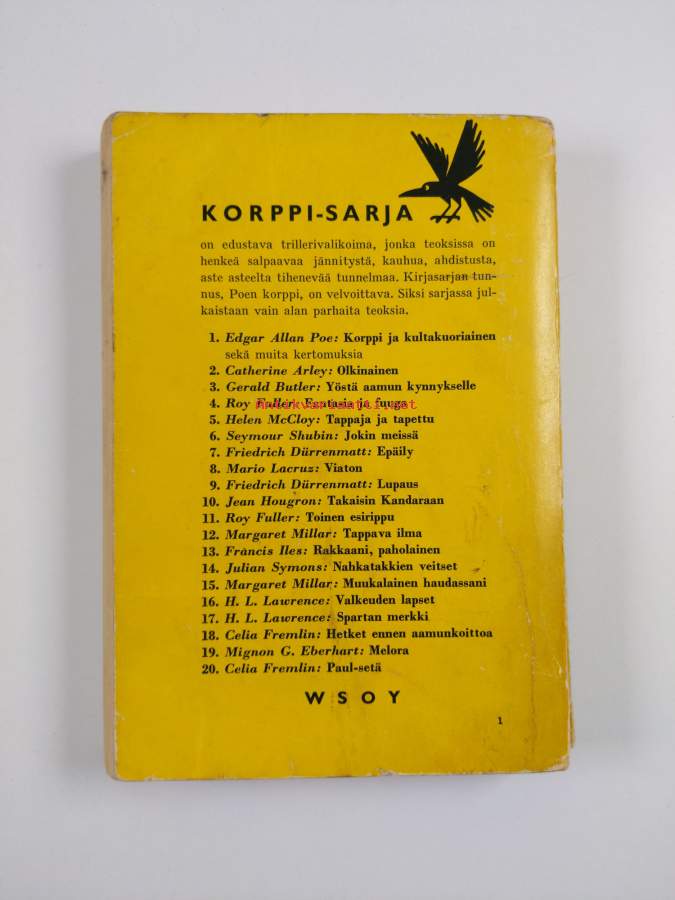 KORPPI-SARJA
on edustava trillerivalikoima, jonka teoksissa on
henkeä salpaavaa jännitystä, kauhua, ahdistusta,
aste asteelta tihenevää tunnelmaa. Kirjasarjan tun-
nus, Poen korppi, on velvoittava. Siksi sarjassa jul-
kaistaan vain alan parhaita teoksia.
1. Edgar Allan Poe: Korppi ja kultakuoriainen
sekä muita kertomuksia
2. Catherine Arley: Olkinainen
3. Gerald Butler: Yöstä aamun kynnykselle
4. Roy Fuller: Fantasia ja fuuga
Antikvariaatti.net
5. Helen McCloy: Tappaja ja tapettu
6. Seymour Shubin: Jokin meissä
7. Friedrich Dürrenmatt: Epäily
8. Mario Lacruz: Viaton
9. Friedrich Dürrenmatt: Lupaus
10. Jean Hougron: Takaisin Kandaraan
11. Roy Fuller: Toinen esirippu
12. Margaret Millar: Tappava ilma
13. Francis Iles: Rakkaani, paholainen
14. Julian Symons: Nahkatakkien veitset
15. Margaret Millar: Muukalainen haudassani
16. H. L. Lawrence: Valkeuden lapset
17. H. L. Lawrence: Spartan merkki
18. Celia Fremlin: Hetket ennen aamunkoittoa
19. Mignon G. Eberhart: Melora
20. Celia Fremlin: Paul-setä
WSOY
1